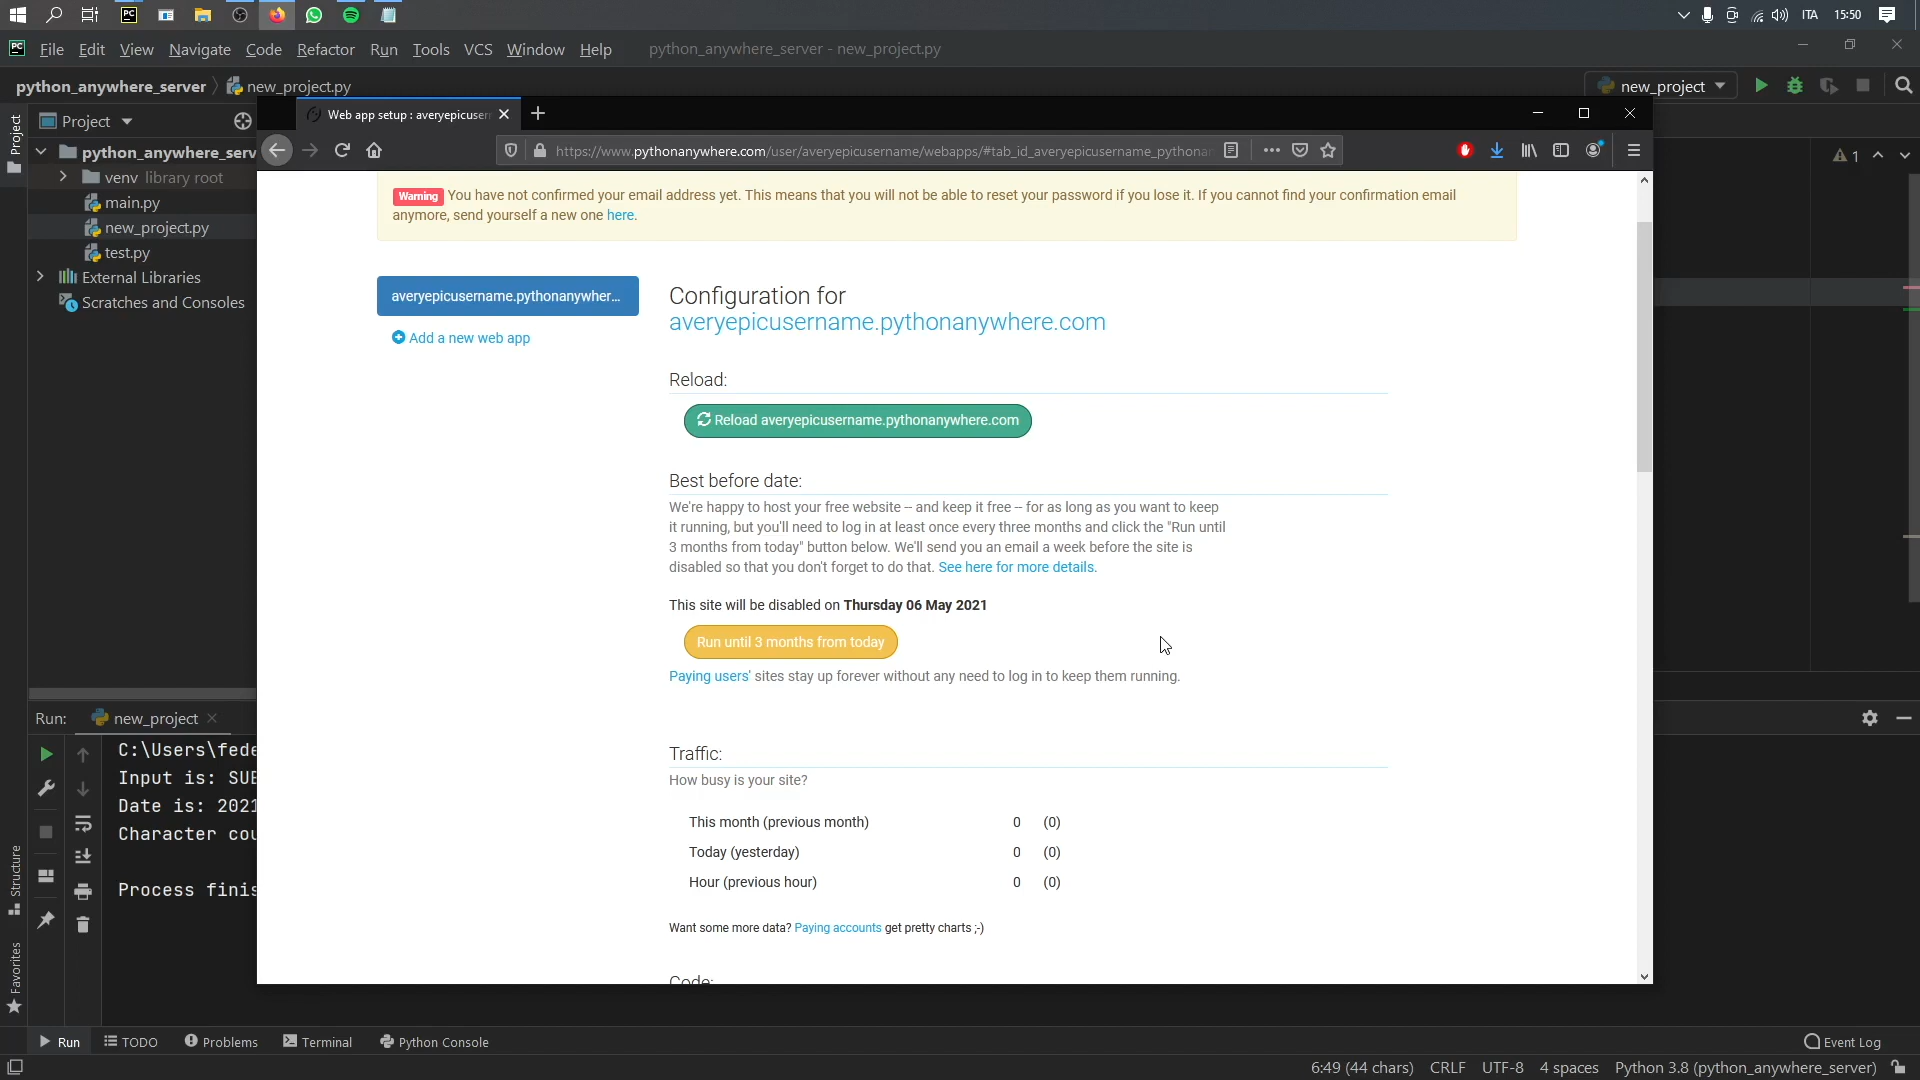 ITA 15:50
File Edit View Navigate Code Refactor Run Tools VCS Window Help python_anywhere_server - new_project.py
python_anywhere_server new_project.py new_project
Web app setup : averyepicusern
https://www.pythonanywhere.com/user/averyepicusername/webapps/#tab_id_averyepicusername_pythonan
Project
Project
python_anywhere_serv
venv library root
main.py
new_project.py
test.py
External Libraries
Scratches and Consoles
1
Warning You have not confirmed your email address yet. This means that you will not be able to reset your password if you lose it. If you cannot find your confirmation email
anymore, send yourself a new one here.
averyepicusername.pythonanywher...
Add a new web app
Configuration for
averyepicusername.pythonanywhere.com
Reload:
Reload averyepicusername.pythonanywhere.com
Best before date:
We're happy to host your free website -- and keep it free -- for as long as you want to keep
it running, but you'll need to log in at least once every three months and click the "Run until
3 months from today" button below. We'll send you an email a week before the site is
disabled so that you don't forget to do that. See here for more details.
This site will be disabled on Thursday 06 May 2021
Run until 3 months from today
Paying users' sites stay up forever without any need to log in to keep them running.
Traffic:
How busy is your site?
This month (previous month) 0 (0)
Today (yesterday) 0 (0)
Hour (previous hour) 0 (0)
Want some more data? Paying accounts get pretty charts ;-)
Code:
Run: new_project
C:\Users\fede
Input is: SUB
Date is: 2021
Character cou
Process finis
Structure
Favorites
Run TODO Problems Terminal Python Console Event Log
6:49 (44 chars) CRLF UTF-8 4 spaces Python 3.8 (python_anywhere_server)